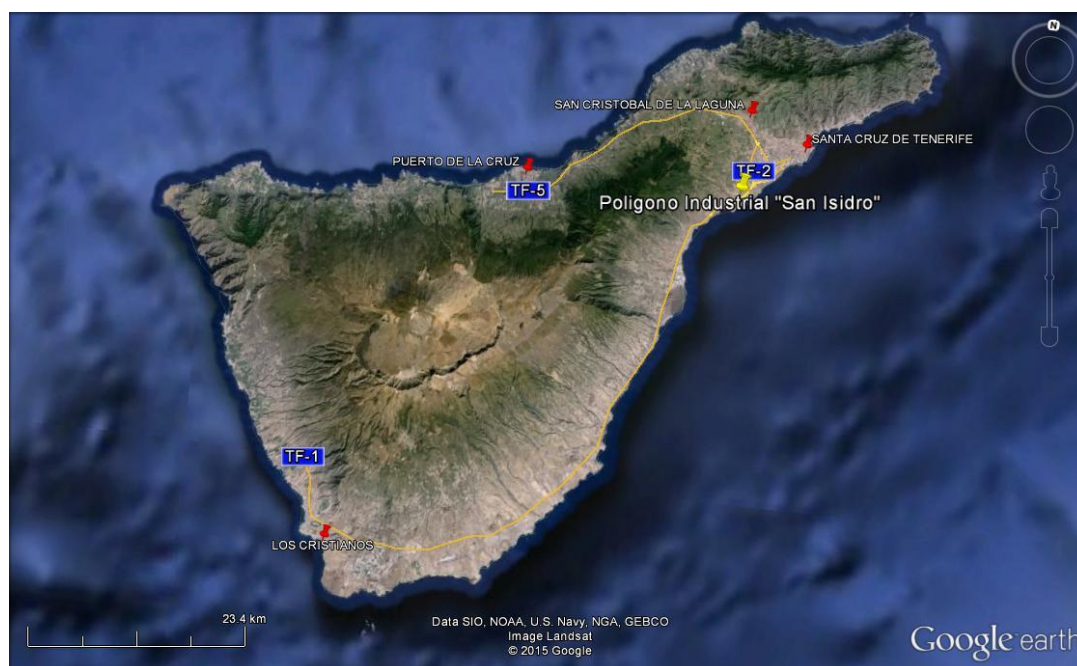 N
SAN CRISTOBAL DE LA LAGUNA
SANTA CRUZ DE TENERIFE
PUERTO DE LA CRUZ
TF-2
TF-5
Poligono Industrial "San Isidro"
TF-1
LOS CRISTIANOS
23.4 km
Data SIO, NOAA, U.S. Navy, NGA, GEBCO
Image Landsat
© 2015 Google
Google earth